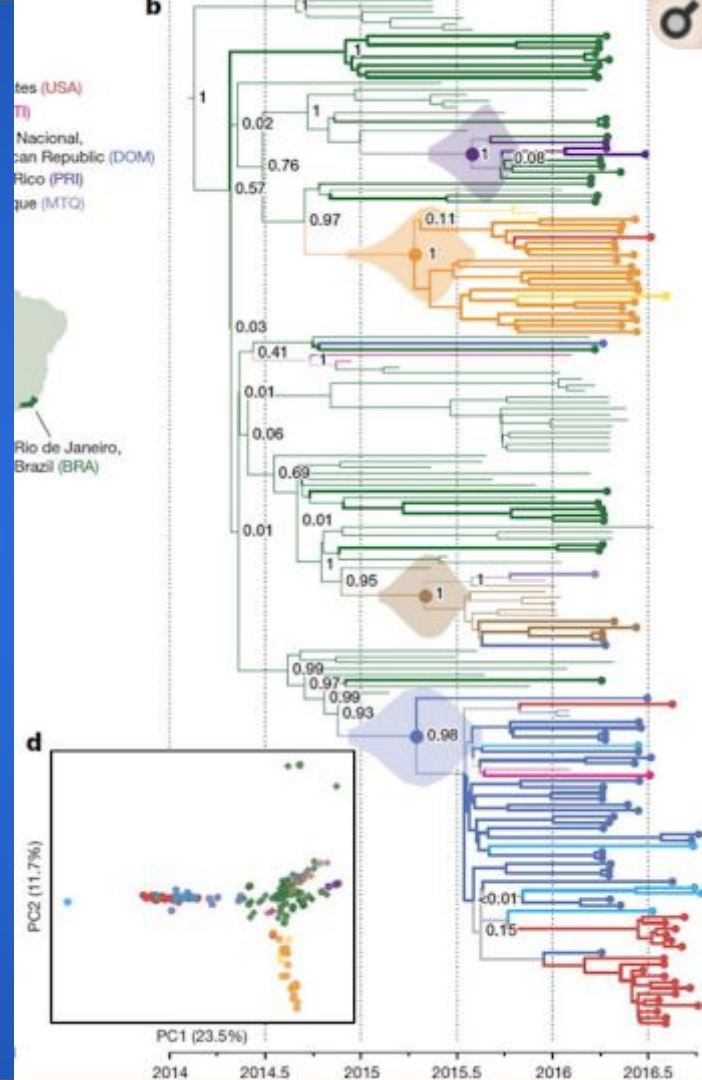 b
1
tes (USA)
TI)
Nacional,
can Republic (DOM)
Rico (PRI)
que (MTQ)
Rio de Janeiro,
Brazil (BRA)
1
1
0.02
1
0.76
0.57
1
0.08
0.97
0.11
1
0.03
0.41
1
0.01
0.06
0.69
0.01
0.01
1
0.95
1
1
0.99
0.97
0.99
0.93
0.98
<0.01
0.15
d
PC2 (11.7%)
PC1 (23.5%)
2014 2014.5 2015 2015.5 2016 2016.5